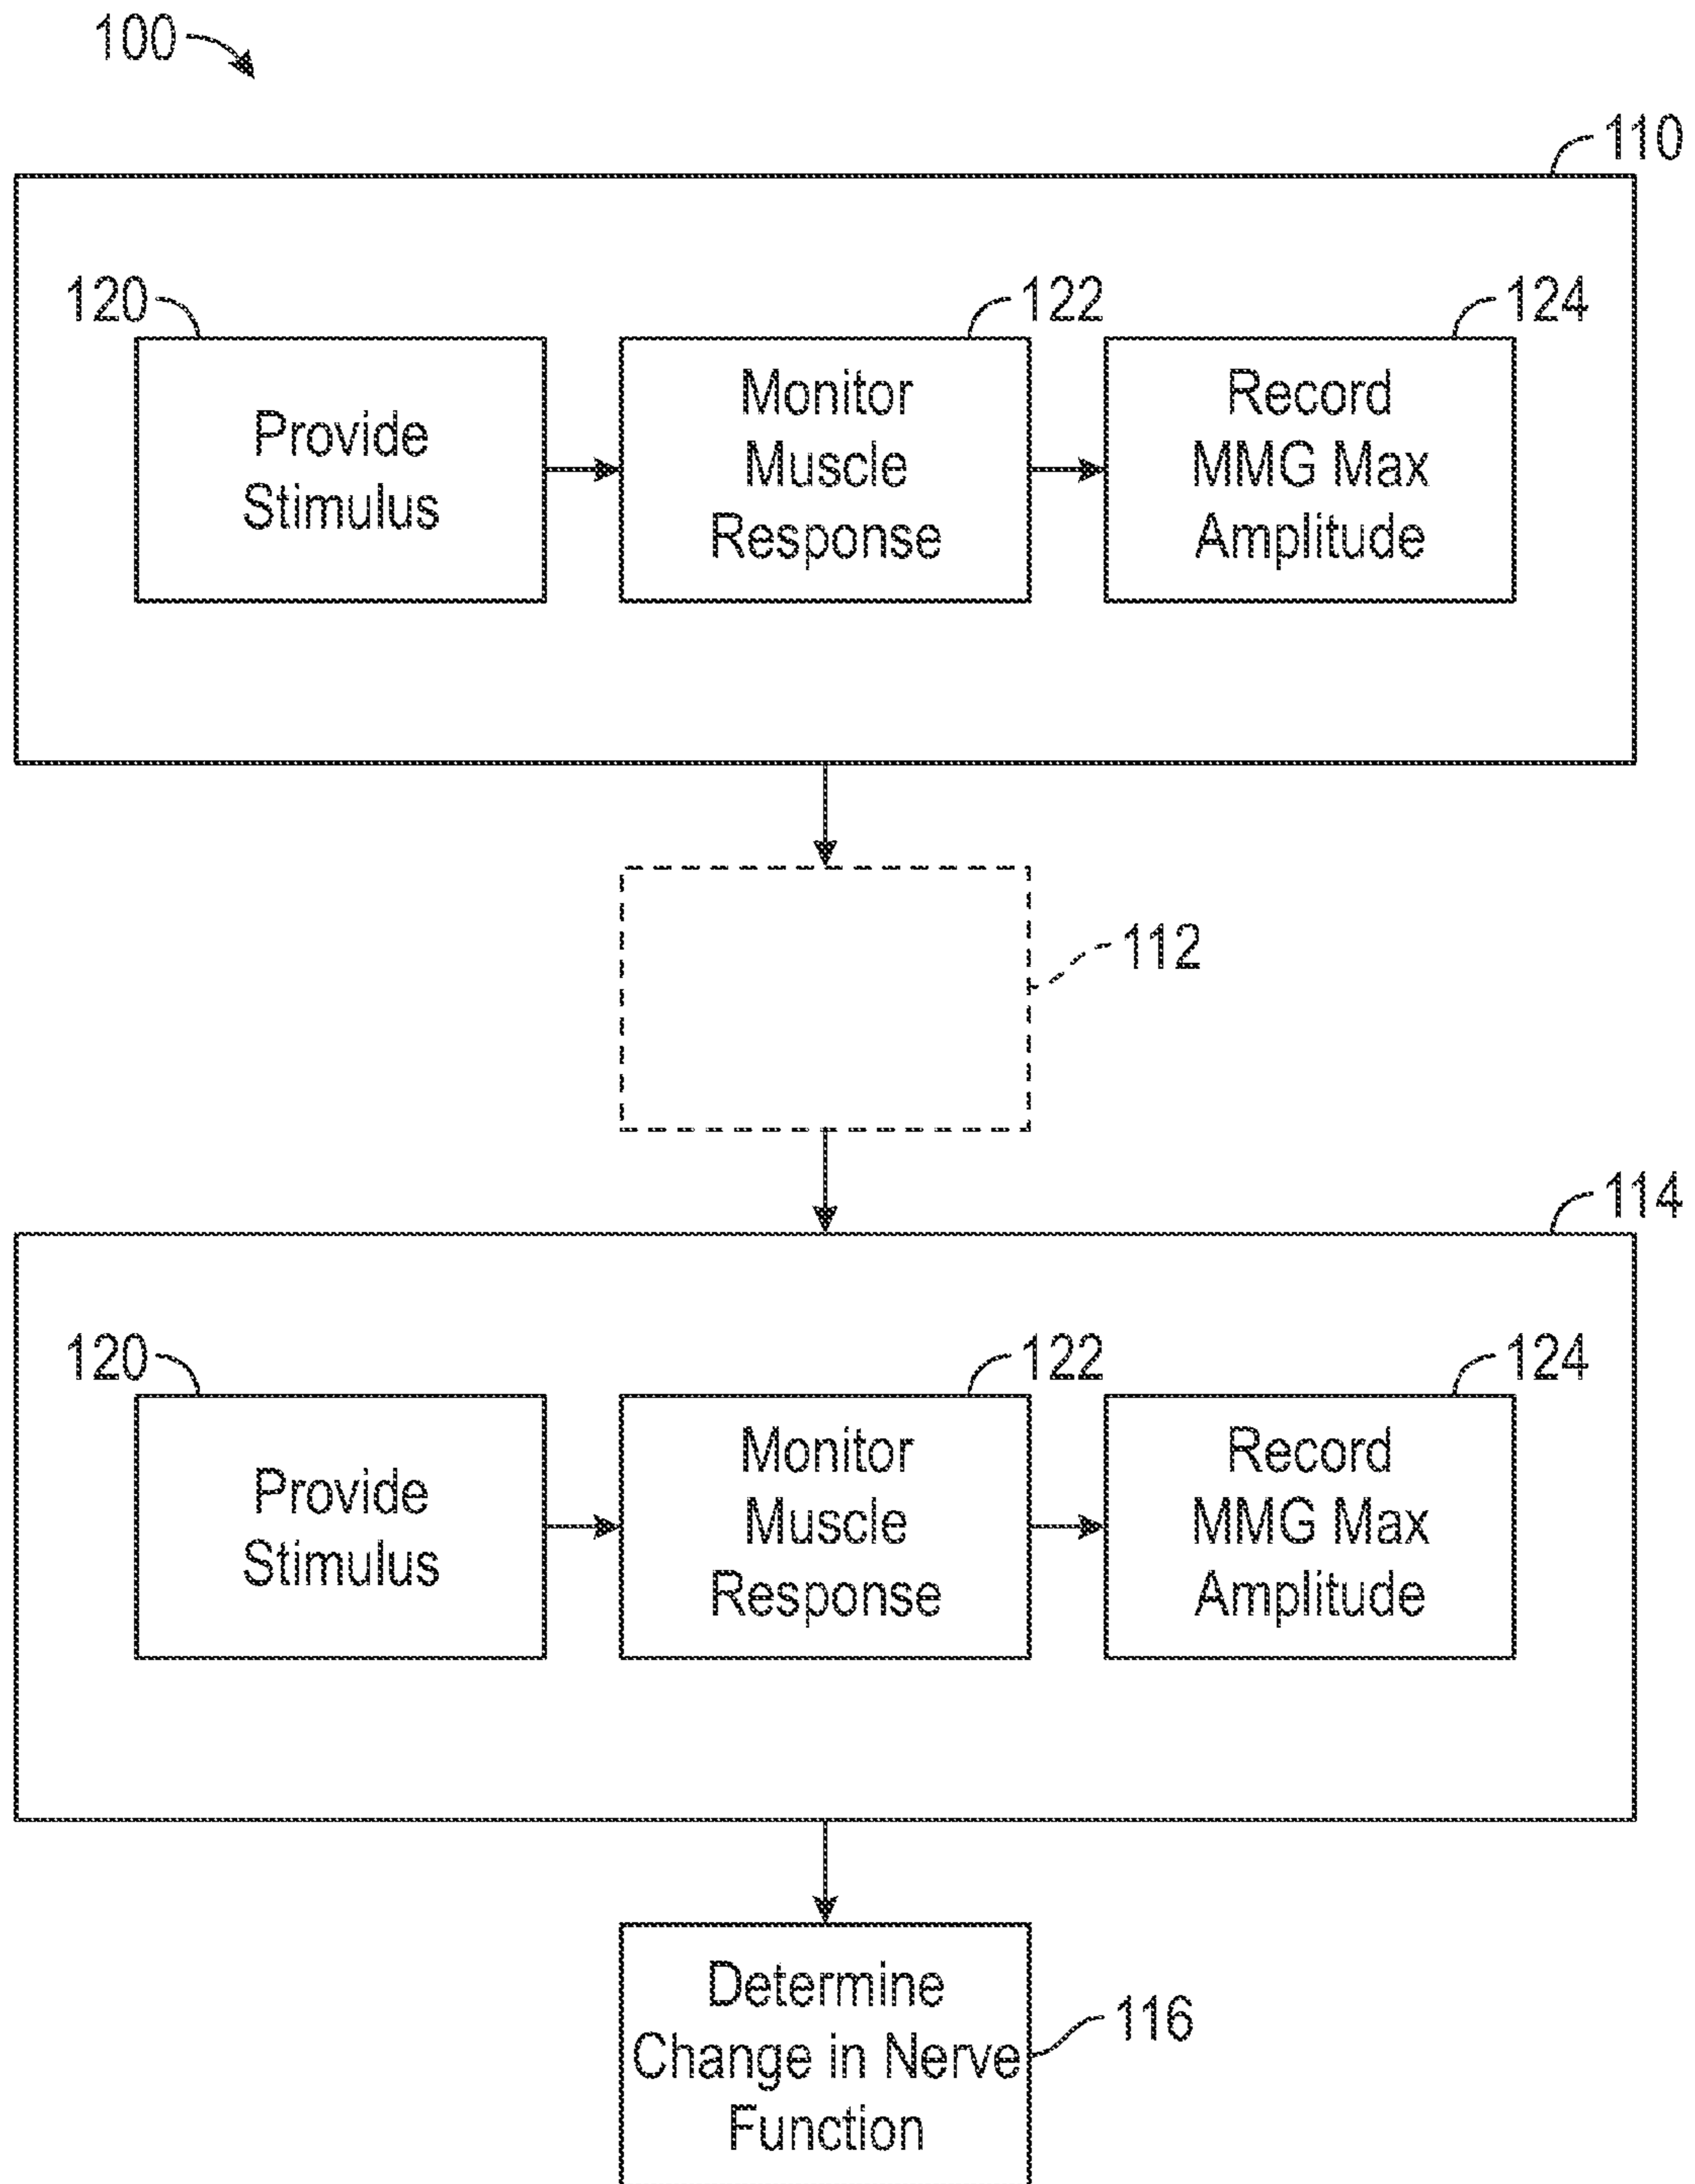 100
110
120
122
124
Provide
Stimulus
Monitor
Muscle
Response
Record
MMG Max
Amplitude
112
114
120
122
124
Provide
Stimulus
Monitor
Muscle
Response
Record
MMG Max
Amplitude
Determine
Change in Nerve
Function
116